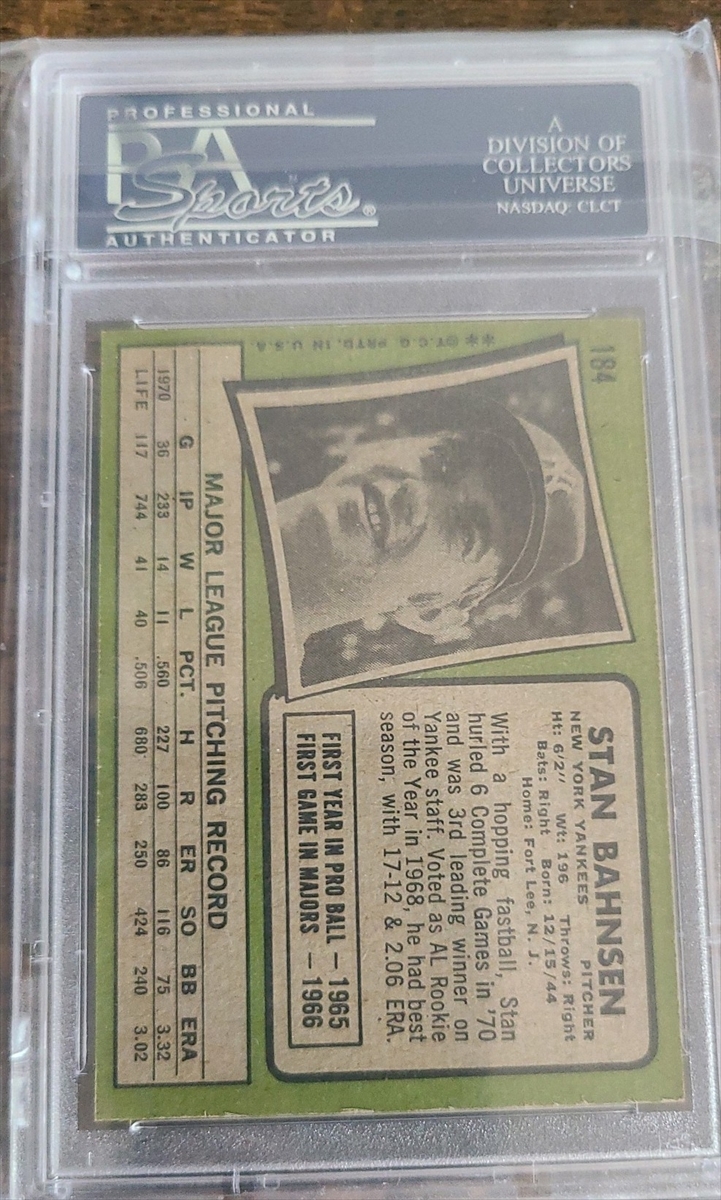 PROFESSIONAL
PSA
Sports®
AUTHENTICATOR
A
DIVISION OF
COLLECTORS
UNIVERSE
NASDAQ: CLCT
184
**©T.C.G. PRTD. IN U.S.A.
STAN BAHNSEN
NEW YORK YANKEES PITCHER
Ht: 6/2" Wt: 196 Throws: Right
Bats: Right Born: 12/15/44
Home: Fort Lee, N. J.
With a hopping fastball, Stan
hurled 6 Complete Games in '70
and was 3rd leading winner on
Yankee staff. Voted as AL Rookie
of the Year in 1968, he had best
season, with 17-12 & 2.06 ERA.
FIRST YEAR IN PRO BALL — 1965
FIRST GAME IN MAJORS — 1966
MAJOR LEAGUE PITCHING RECORD
G IP W L PCT. H R ER SO BB ERA
1970 36 233 14 11 .560 227 100 86 116 75 3.32
LIFE 117 744 41 40 .506 680 283 250 424 240 3.02
NY